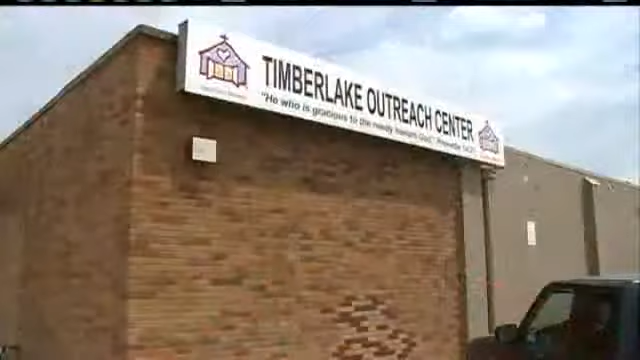 TIMBERLAKE OUTREACH CENTER
"He who is gracious to the needy honors God." Proverbs 14:31